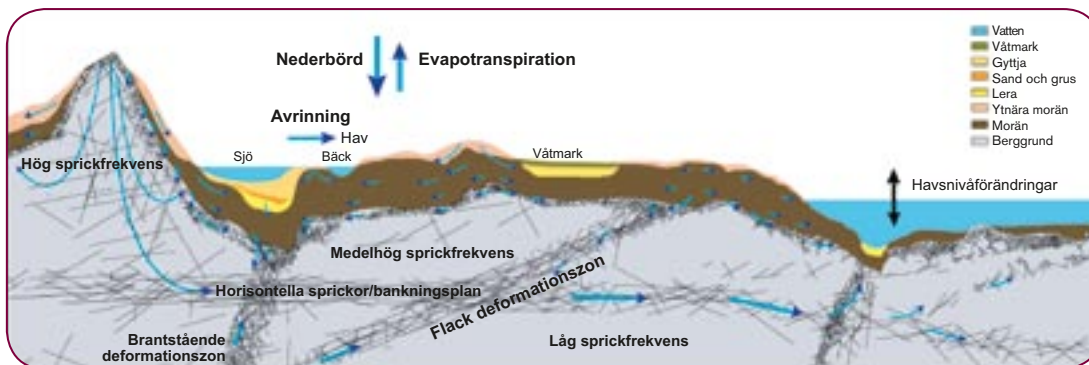 Nederbörd
Evapotranspiration
Avrinning
Hav
Sjö
Bäck
Våtmark
Hög sprickfrekvens
Medelhög sprickfrekvens
Horisontella sprickor/bankningsplan
Flack deformationszon
Brantstående
deformationszon
Låg sprickfrekvens
Havsnivåförändringar
Vatten
Våtmark
Gyttja
Sand och grus
Lera
Ytnära morän
Morän
Berggrund